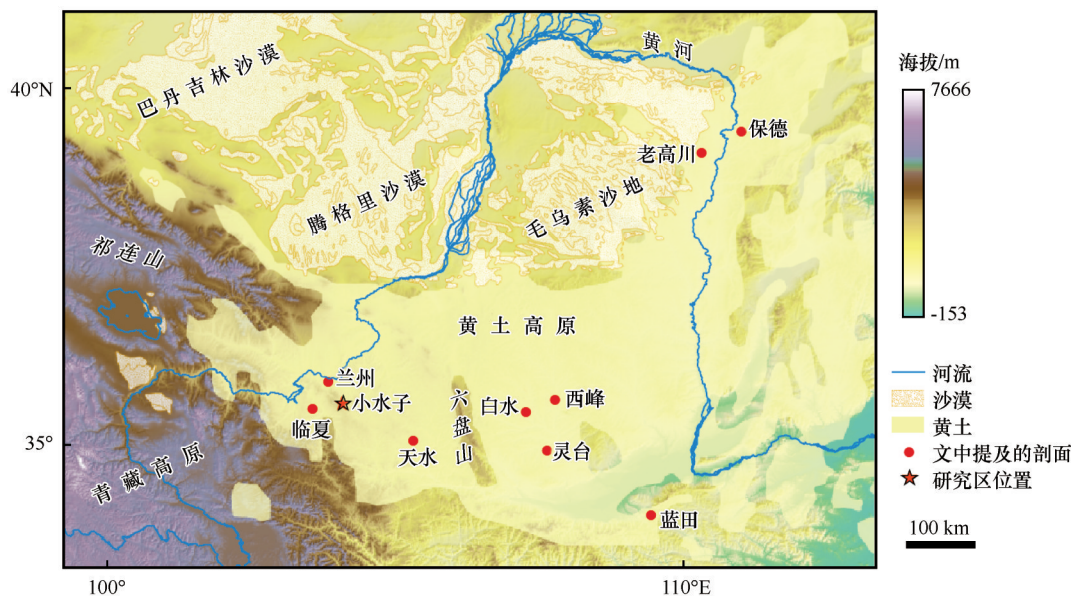 黄河
巴丹吉林沙漠
40°N
保德
老高川
腾格里沙漠
毛乌素沙地
祁连山
黄土高原
兰州
小水子
临夏
六盘山
白水
西峰
35°
天水
灵台
青藏高原
蓝田
100°
110°E
海拔/m
7666
-153
河流
沙漠
黄土
文中提及的剖面
研究区位置
100 km